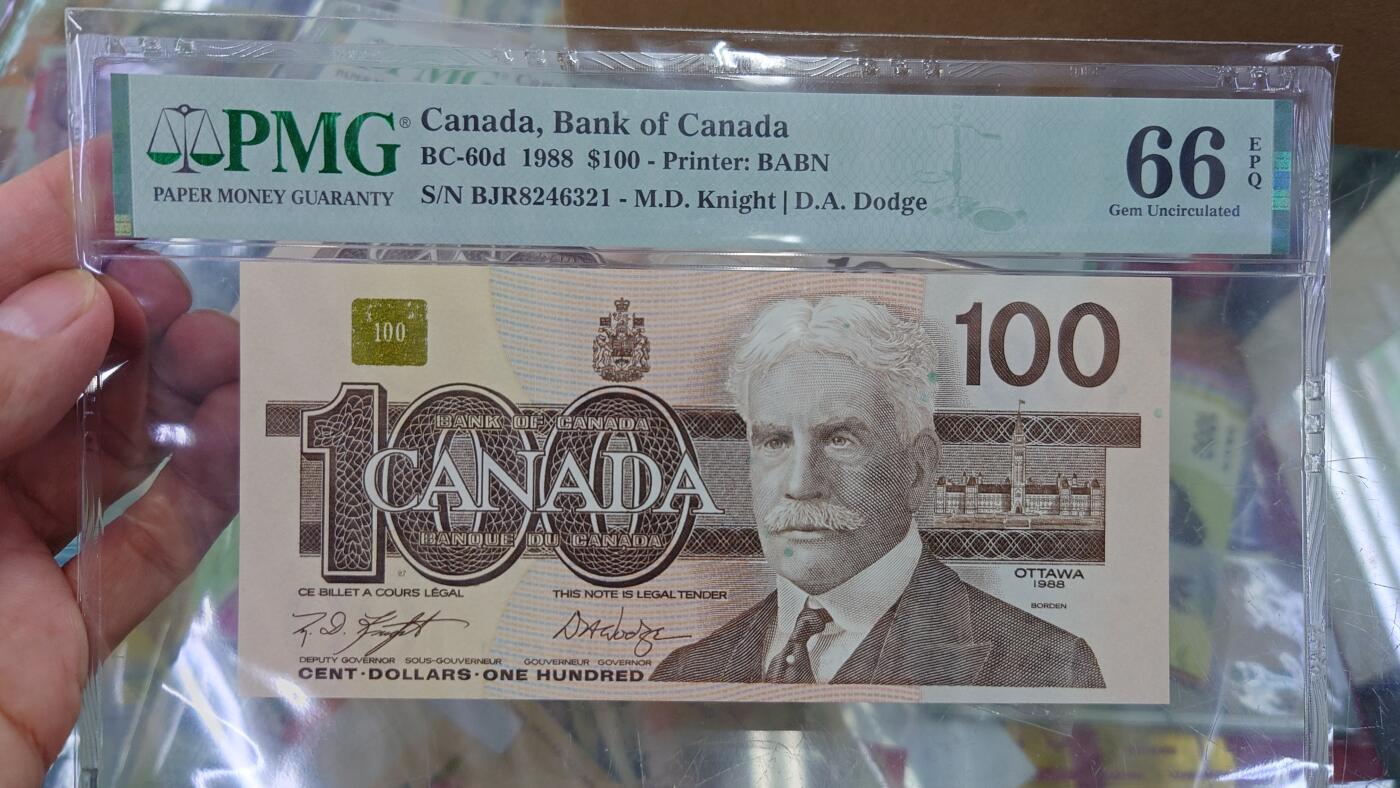 PMG®
PAPER MONEY GUARANTY
Canada, Bank of Canada
BC-60d 1988 $100 - Printer: BABN
S/N BJR8246321 - M.D. Knight | D.A. Dodge
66 EPQ
Gem Uncirculated
100
100
100
BANK OF CANADA
CANADA
BANQUE DU CANADA
CE BILLET A COURS LÉGAL
THIS NOTE IS LEGAL TENDER
OTTAWA
1988
BORDEN
M. D. Knight
D A Dodge
DEPUTY GOVERNOR SOUS-GOUVERNEUR
GOUVERNEUR GOVERNOR
CENT·DOLLARS·ONE HUNDRED